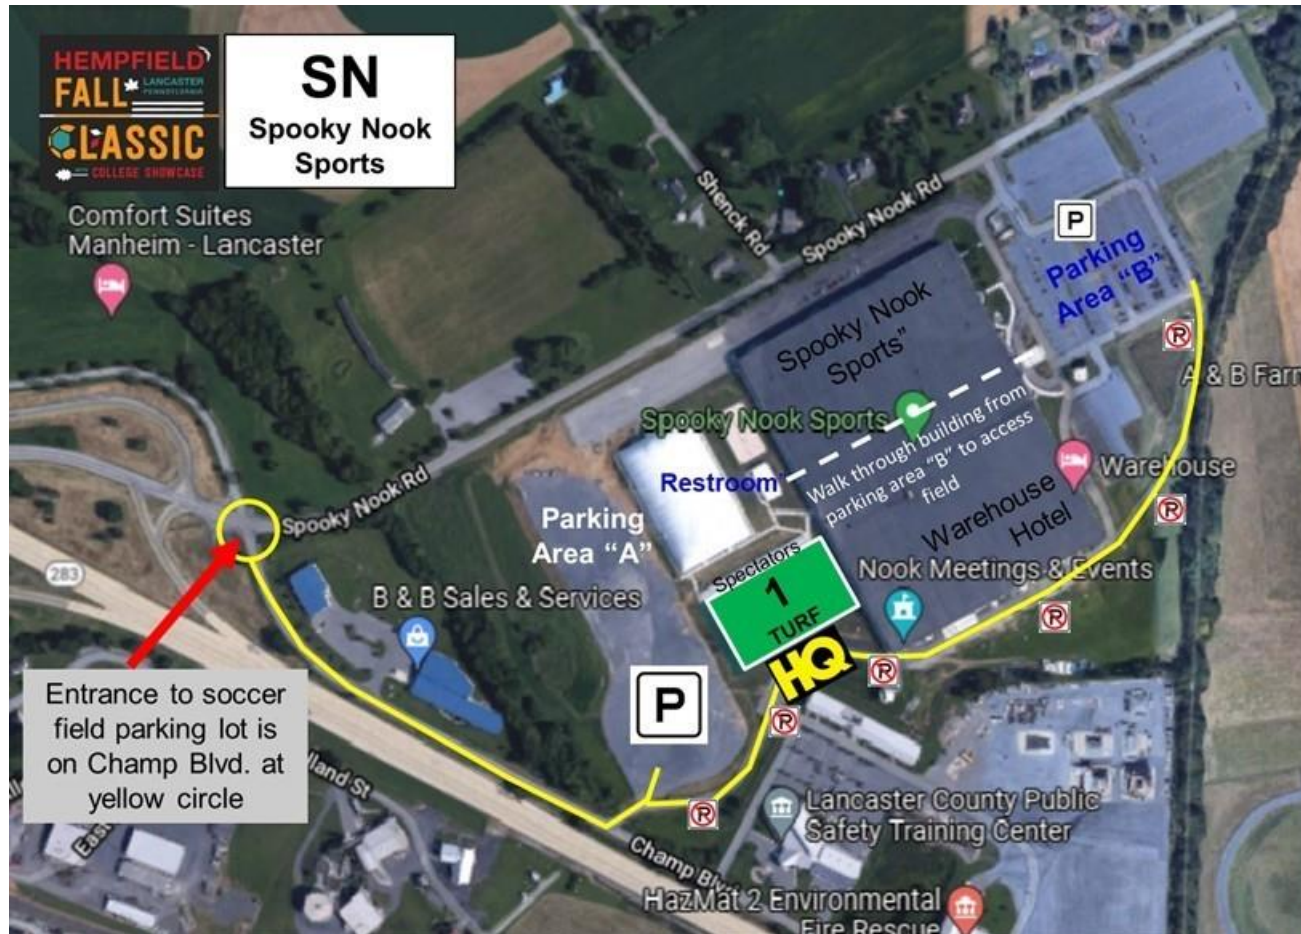 HEMPFIELD
FALL
LANCASTER
PENNSYLVANIA
CLASSIC
COLLEGE SHOWCASE
SN
Spooky Nook
Sports
Comfort Suites
Manheim - Lancaster
Shenck Rd
Spooky Nook Rd
P
Parking
Area "B"
Spooky Nook
Sports"
Spooky Nook Sports
Walk through building from
parking area "B" to access
field
A & B Farm
Restroom
Warehouse
Warehouse
Hotel
Spooky Nook Rd
Parking
Area "A"
283
B & B Sales & Services
Spectators
1
TURF
HQ
Nook Meetings & Events
P
P
P
P
P
P
P
P
Entrance to soccer
field parking lot is
on Champ Blvd. at
yellow circle
lland St
East
Champ Blv
Lancaster County Public
Safety Training Center
HazMat 2 Environmental
Fire Rescue